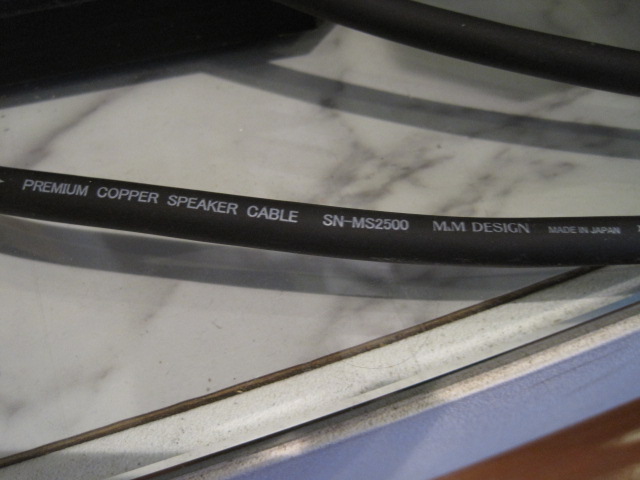 PREMIUM COPPER SPEAKER CABLE SN-MS2500 M&M DESIGN MADE IN JAPAN